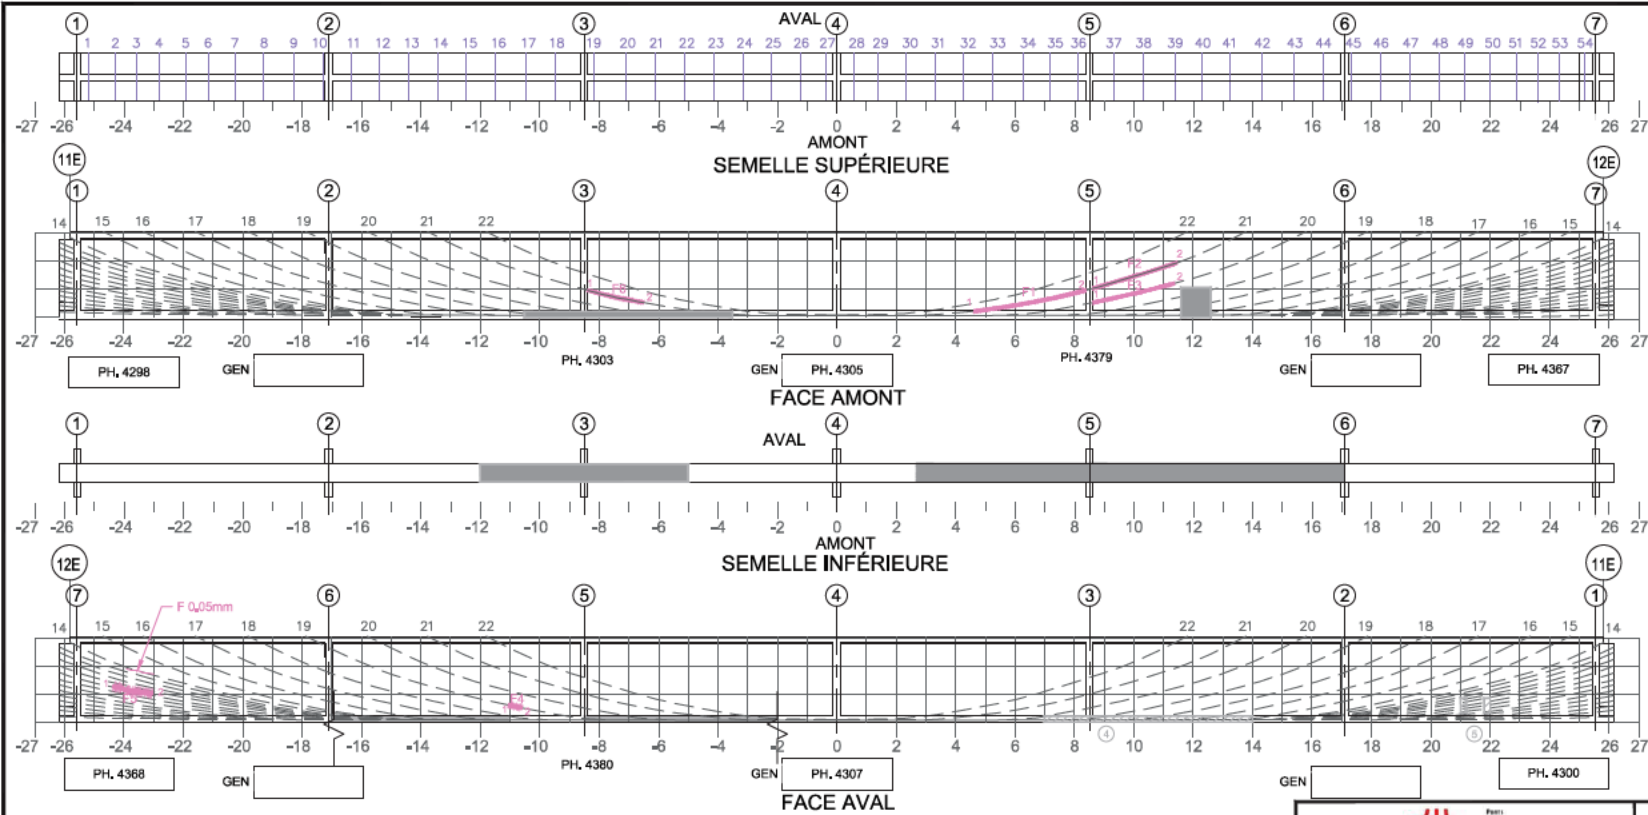 AVAL
1 2 3 4 5 6 7
1 2 3 4 5 6 7 8 9 10 11 12 13 14 15 16 17 18 19 20 21 22 23 24 25 26 27 28 29 30 31 32 33 34 35 36 37 38 39 40 41 42 43 44 45 46 47 48 49 50 51 52 53 54
-27 -26 -24 -22 -20 -18 -16 -14 -12 -10 -8 -6 -4 -2 0 2 4 6 8 10 12 14 16 18 20 22 24 26 27
AMONT
SEMELLE SUPÉRIEURE
11E 12E
1 2 3 4 5 6 7
14 15 16 17 18 19 20 21 22 22 21 20 19 18 17 16 15 14
F2
1 2
1 F1 2
1 F3 2
-27 -26 -24 -22 -20 -18 -16 -14 -12 -10 -8 -6 -4 -2 0 2 4 6 8 10 12 14 16 18 20 22 24 26 27
PH. 4298 GEN PH. 4303 GEN PH. 4305 PH. 4379 GEN PH. 4367
FACE AMONT
1 2 3 4 5 6 7
AVAL
-27 -26 -24 -22 -20 -18 -16 -14 -12 -10 -8 -6 -4 -2 0 2 4 6 8 10 12 14 16 18 20 22 24 26 27
AMONT
SEMELLE INFÉRIEURE
12E 11E
7 6 5 4 3 2 1
F 0.05mm
14 15 16 17 18 19 20 21 22 22 21 20 19 18 17 16 15 14
F4
4 5
-27 -26 -24 -22 -20 -18 -16 -14 -12 -10 -8 -6 -4 -2 0 2 4 6 8 10 12 14 16 18 20 22 24 26 27
PH. 4368 GEN PH. 4380 GEN PH. 4307 GEN PH. 4300
FACE AVAL